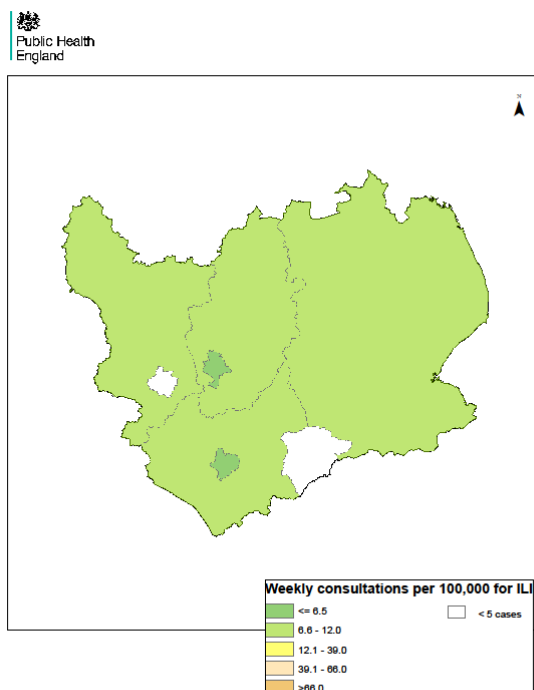 Public Health
England
N
Weekly consultations per 100,000 for ILI
<= 6.5
< 5 cases
6.6 - 12.0
12.1 - 39.0
39.1 - 66.0
>66.0